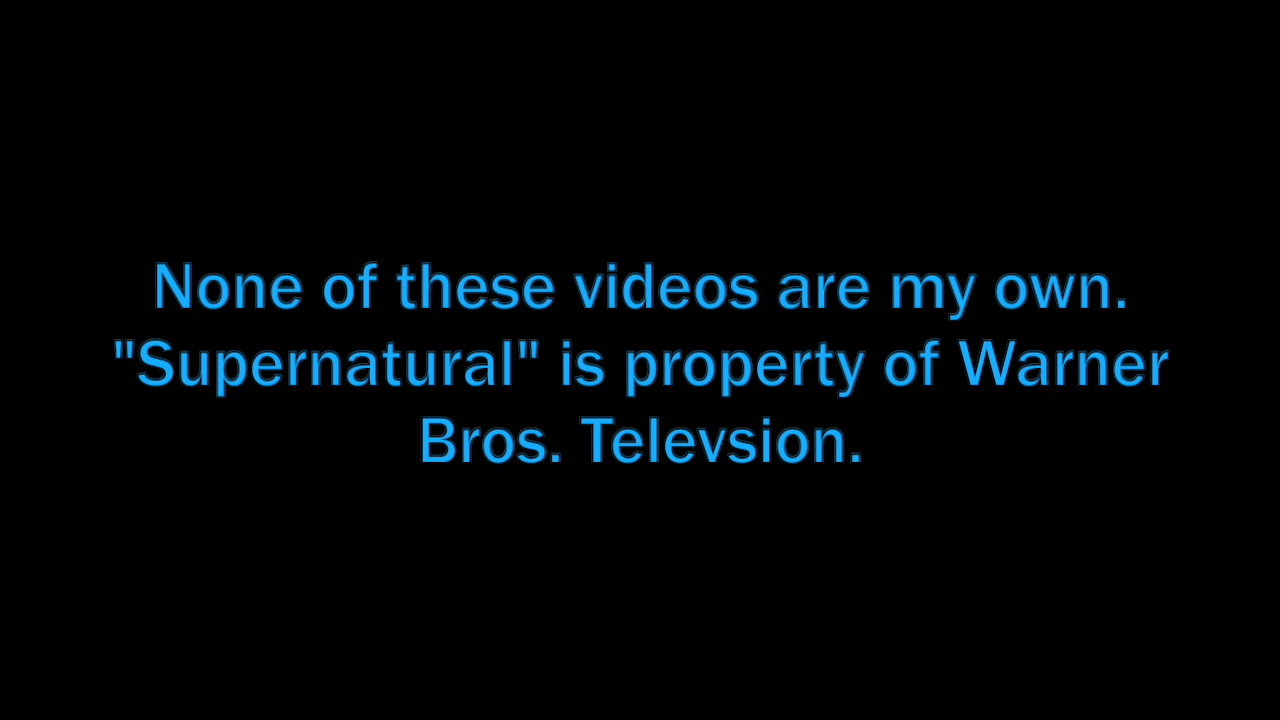 None of these videos are my own.
"Supernatural" is property of Warner
Bros. Televsion.